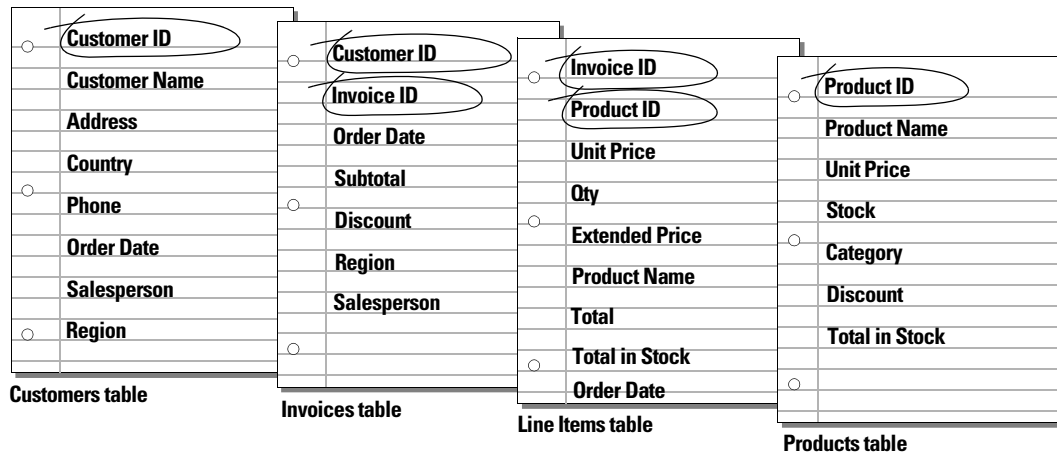 Customer ID
Customer Name
Address
Country
Phone
Order Date
Salesperson
Region
Customers table
Customer ID
Invoice ID
Order Date
Subtotal
Discount
Region
Salesperson
Invoices table
Invoice ID
Product ID
Unit Price
Qty
Extended Price
Product Name
Total
Total in Stock
Order Date
Line Items table
Product ID
Product Name
Unit Price
Stock
Category
Discount
Total in Stock
Products table